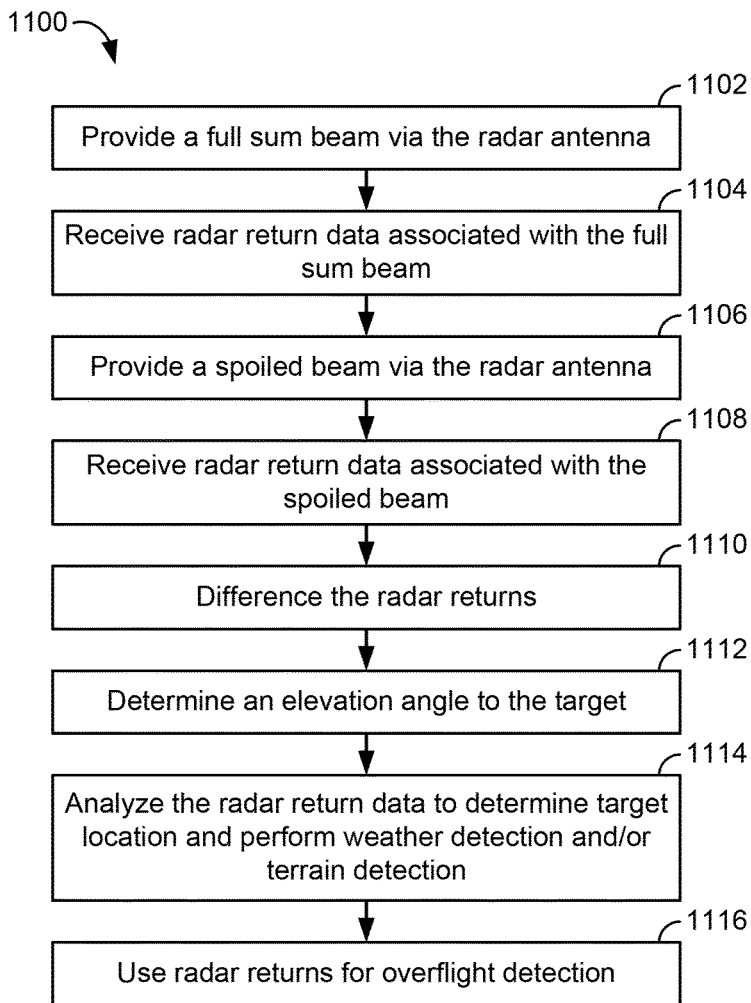 1100
1102
Provide a full sum beam via the radar antenna
1104
Receive radar return data associated with the full
sum beam
1106
Provide a spoiled beam via the radar antenna
1108
Receive radar return data associated with the
spoiled beam
1110
Difference the radar returns
1112
Determine an elevation angle to the target
1114
Analyze the radar return data to determine target
location and perform weather detection and/or
terrain detection
1116
Use radar returns for overflight detection